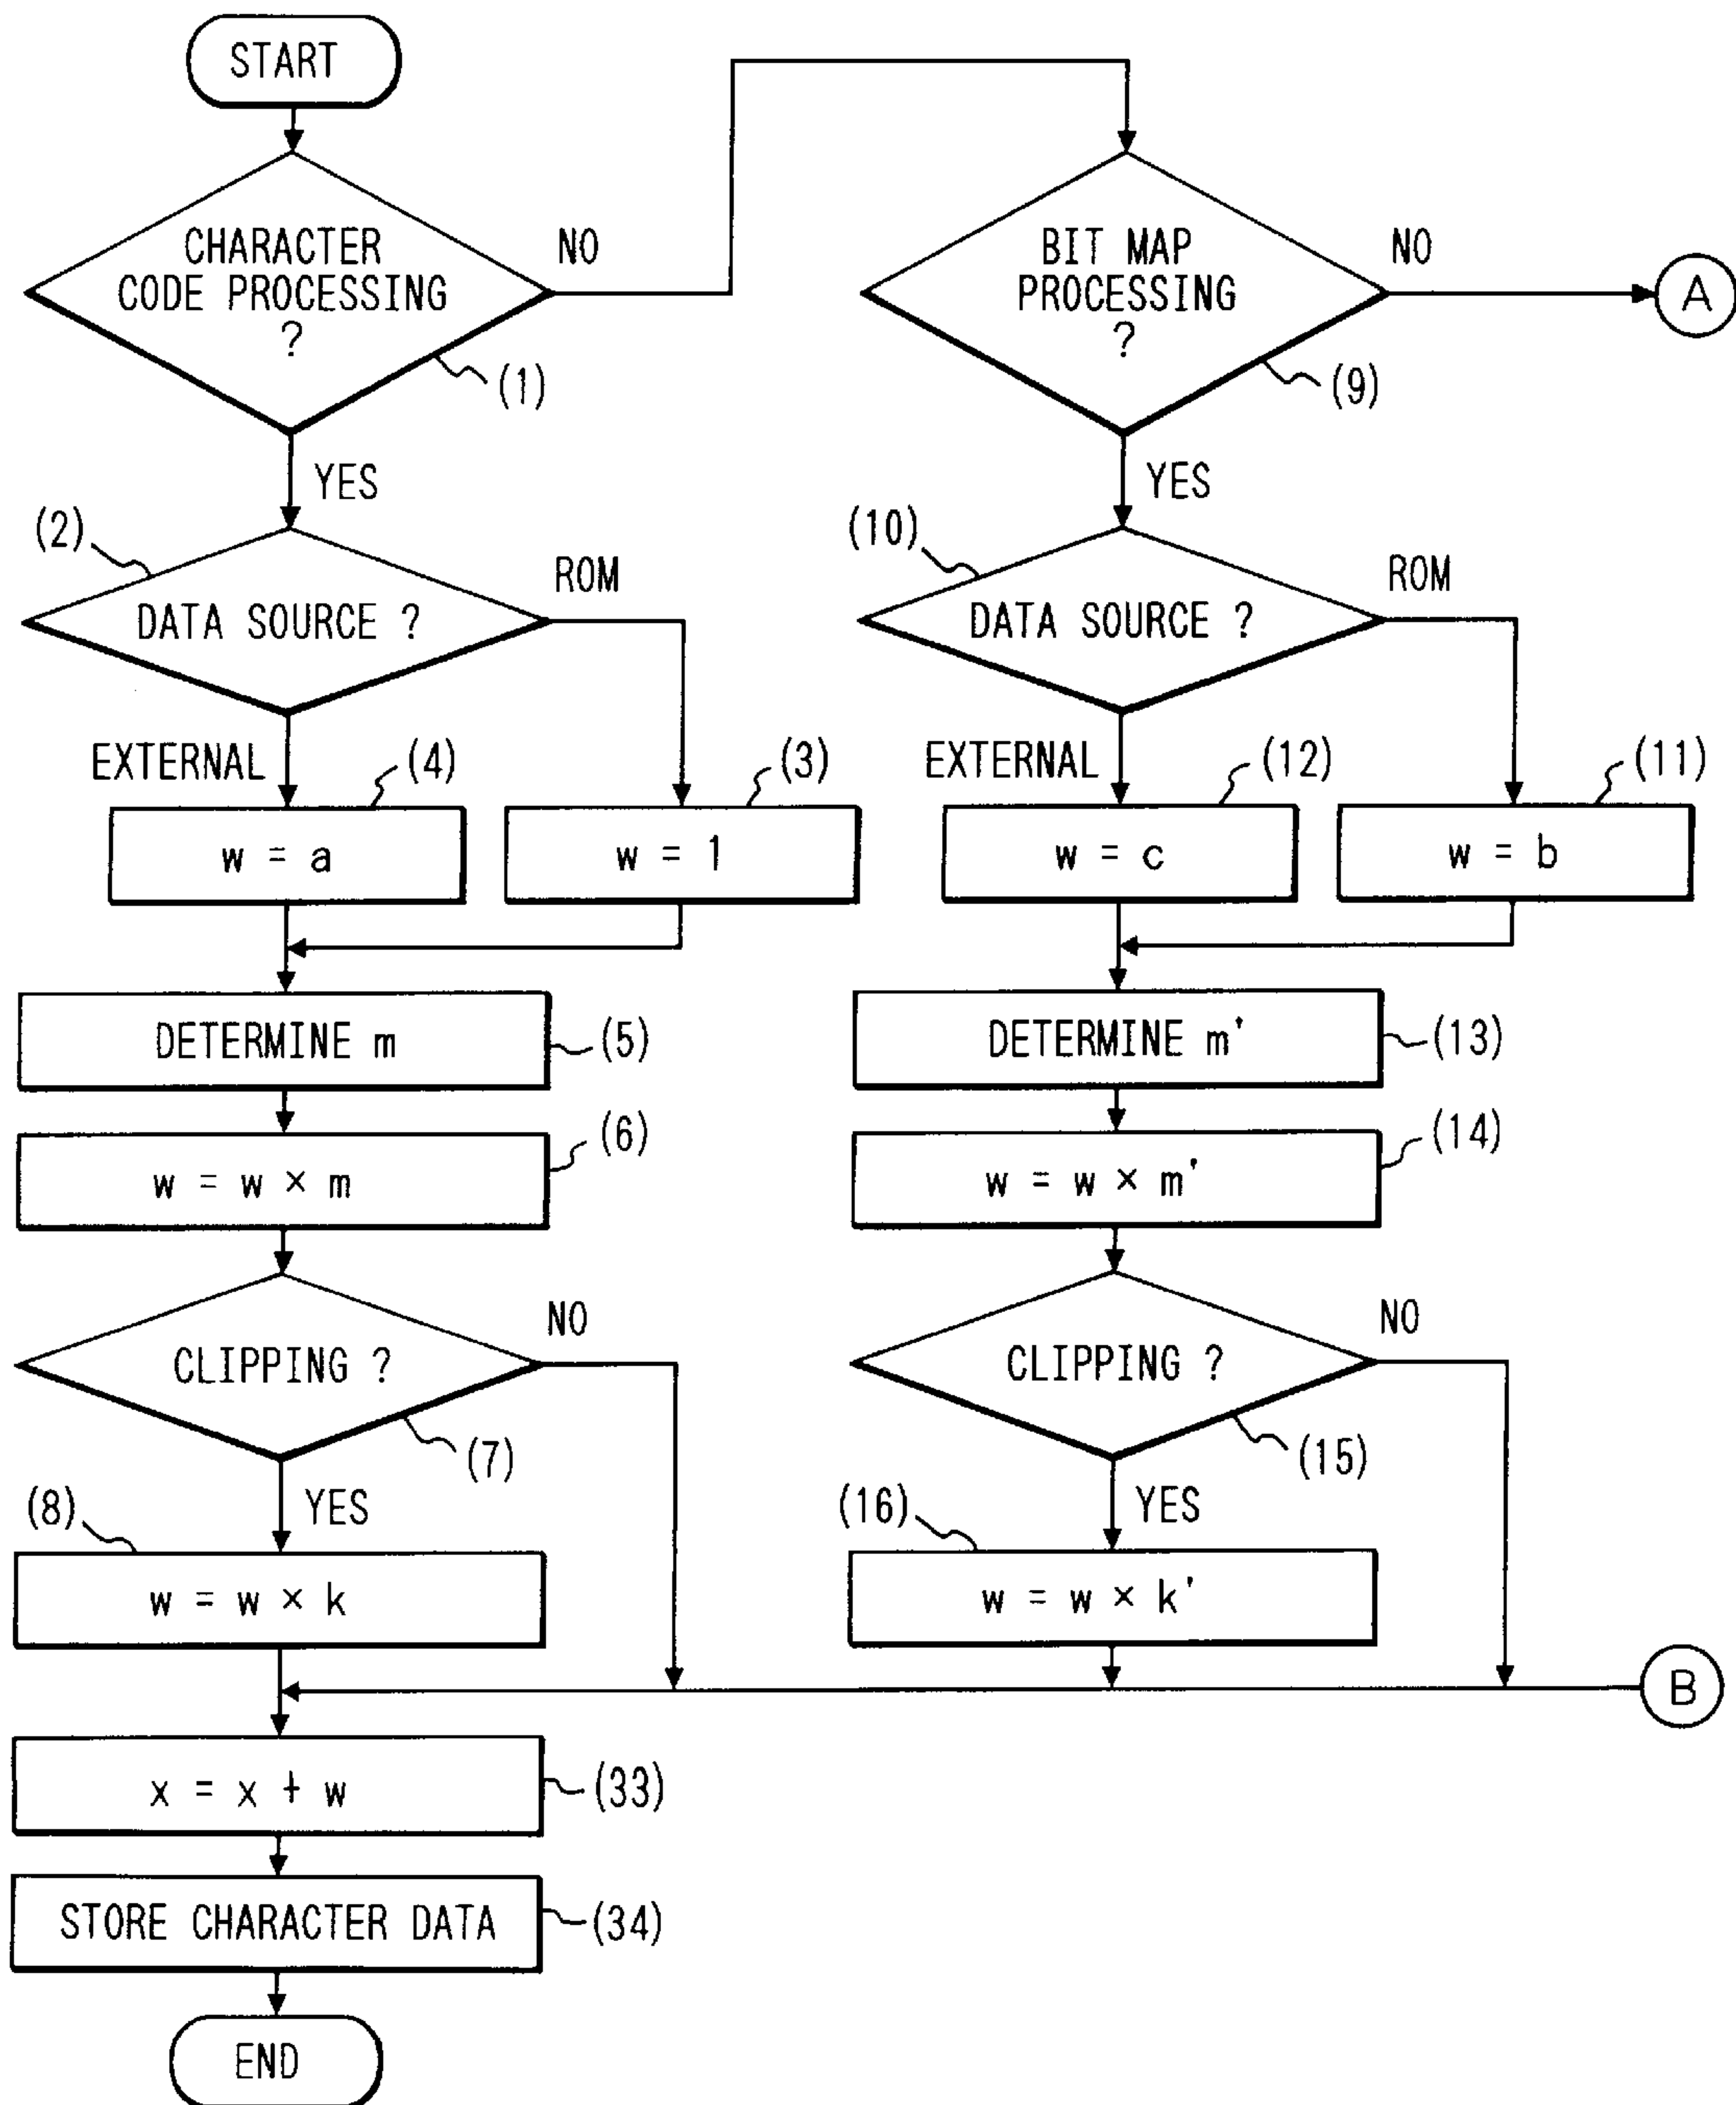 START
CHARACTER
CODE PROCESSING
?
NO
(1)
YES
(2)
DATA SOURCE ?
ROM
EXTERNAL
(4)
w = a
(3)
w = 1
DETERMINE m
(5)
w = w × m
(6)
CLIPPING ?
NO
(7)
YES
(8)
w = w × k
BIT MAP
PROCESSING
?
NO
A
(9)
YES
(10)
DATA SOURCE ?
ROM
EXTERNAL
(12)
w = c
(11)
w = b
DETERMINE m'
(13)
w = w × m'
(14)
CLIPPING ?
NO
(15)
YES
(16)
w = w × k'
B
x = x + w
(33)
STORE CHARACTER DATA
(34)
END